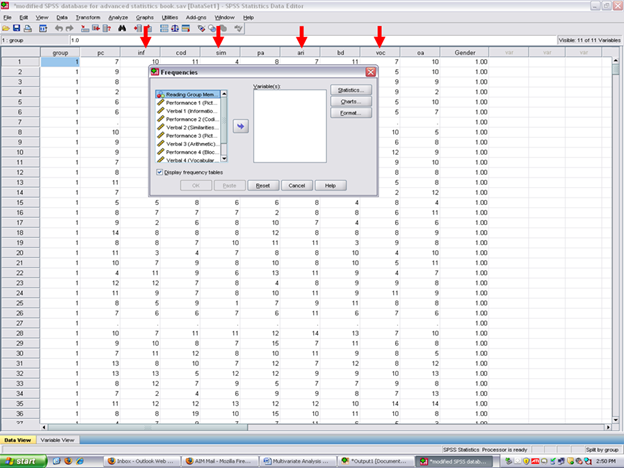 *modified SPSS database for advanced statistics book.sav [DataSet1] - SPSS Statistics Data Editor
File Edit View Data Transform Analyze Graphs Utilities Add-ons Window Help
1 : group 1.0 Visible: 11 of 11 Variables
group pc inf cod sim pa ari bd voc oa Gender var var var
1 1 7 10 11 4 8 7 11 7 10 1.00
2 1 9 5 10 1.00
3 1 8 9 9 1.00
4 1 9 2 1.00
5 1 6 5 10 1.00
6 1 6 1.00
7 1 . . . 1.00
8 1 10 10 5 1.00
9 1 9 6 8 1.00
10 1 9 1.00
11 1 7 9 8 1.00
12 1 8 1.00
13 1 11 5 8 1.00
14 1 7 2 12 1.00
15 1 5 5 8 6 6 8 4 8 9 1.00
16 1 8 7 7 7 2 8 8 6 11 1.00
17 1 9 2 6 8 10 7 4 6 6 1.00
18 1 14 8 8 8 12 8 8 8 9 1.00
19 1 8 8 7 10 11 11 3 9 8 1.00
20 1 11 3 4 7 8 8 10 4 10 1.00
21 1 10 7 8 9 10 9 10 5 11 1.00
22 1 4 11 9 6 13 11 9 4 7 1.00
23 1 12 12 7 8 4 8 9 9 8 1.00
24 1 9 7 8 10 11 9 11 9 11 1.00
25 1 8 5 9 1 7 9 11 8 8 1.00
26 1 7 6 6 7 6 11 6 7 6 1.00
27 1 . . . . . . . . . 1.00
28 1 10 7 11 11 12 14 13 7 10 1.00
29 1 9 10 8 7 15 7 11 6 8 1.00
30 1 7 11 12 8 10 11 9 8 5 1.00
31 1 13 8 10 7 12 7 12 8 12 1.00
32 1 13 13 5 12 12 9 9 10 13 1.00
33 1 8 12 7 9 5 7 7 6 2 1.00
34 1 7 2 4 6 9 9 8 7 13 1.00
35 1 11 12 12 13 12 12 10 14 14 1.00
36 1 8 8 19 10 15 10 11 10 8 1.00
Frequencies
Reading Group Mem...
Performance 1 (Pict...
Verbal 1 (Informatio...
Performance 2 (Codi...
Verbal 2 (Similarities...
Performance 3 (Pict...
Verbal 3 (Arithmetic)...
Performance 4 (Bloc...
Verbal 4 (Vocabular...
Variable(s):
Statistics...
Charts...
Format...
Display frequency tables
OK Paste Reset Cancel Help
Data View Variable View
SPSS Statistics Processor is ready Split by group
start Inbox - Outlook Web ... AIM Mail - Mozilla Fire... Multivariate Analysis ... *Output1 [Document... *modified SPSS datab... 2:50 PM